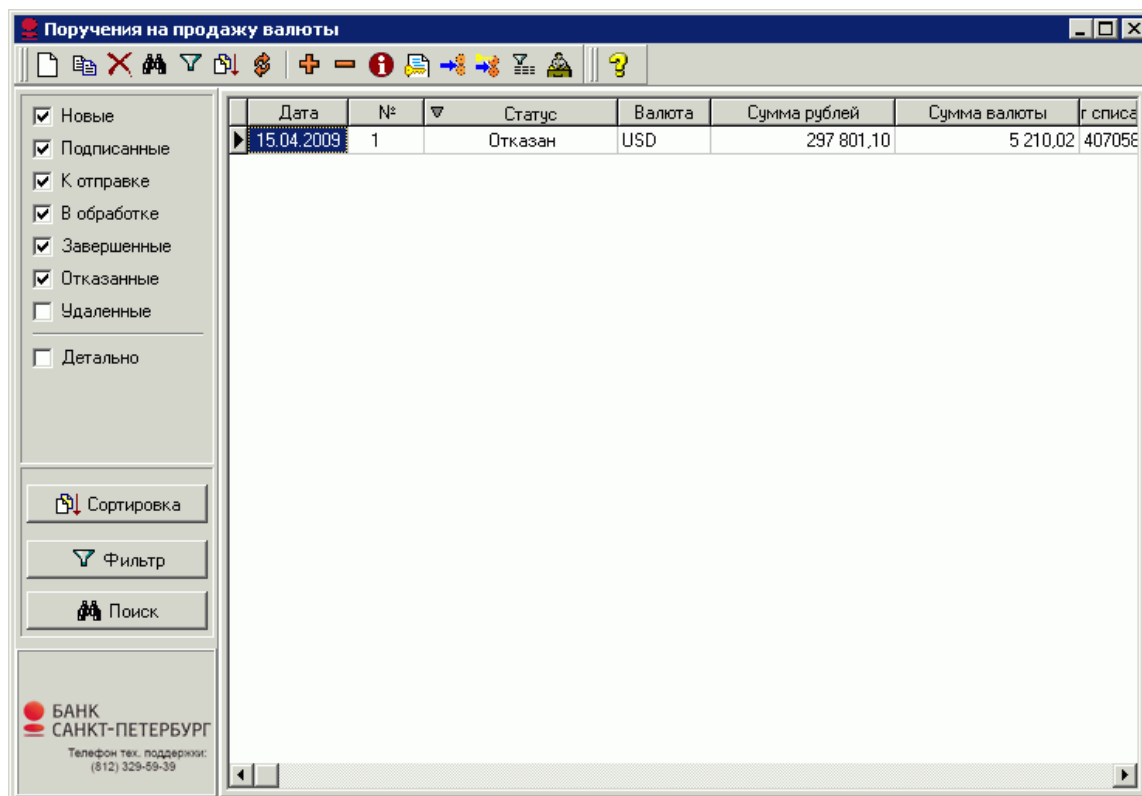 Поручения на продажу валюты
Новые
Подписанные
К отправке
В обработке
Завершенные
Отказанные
Удаленные
Детально
Сортировка
Фильтр
Поиск
БАНК
САНКТ-ПЕТЕРБУРГ
Телефон тех. поддержки:
(812) 329-59-39
Дата № Статус Валюта Сумма рублей Сумма валюты т списа
15.04.2009 1 Отказан USD 297 801,10 5 210,02 407058